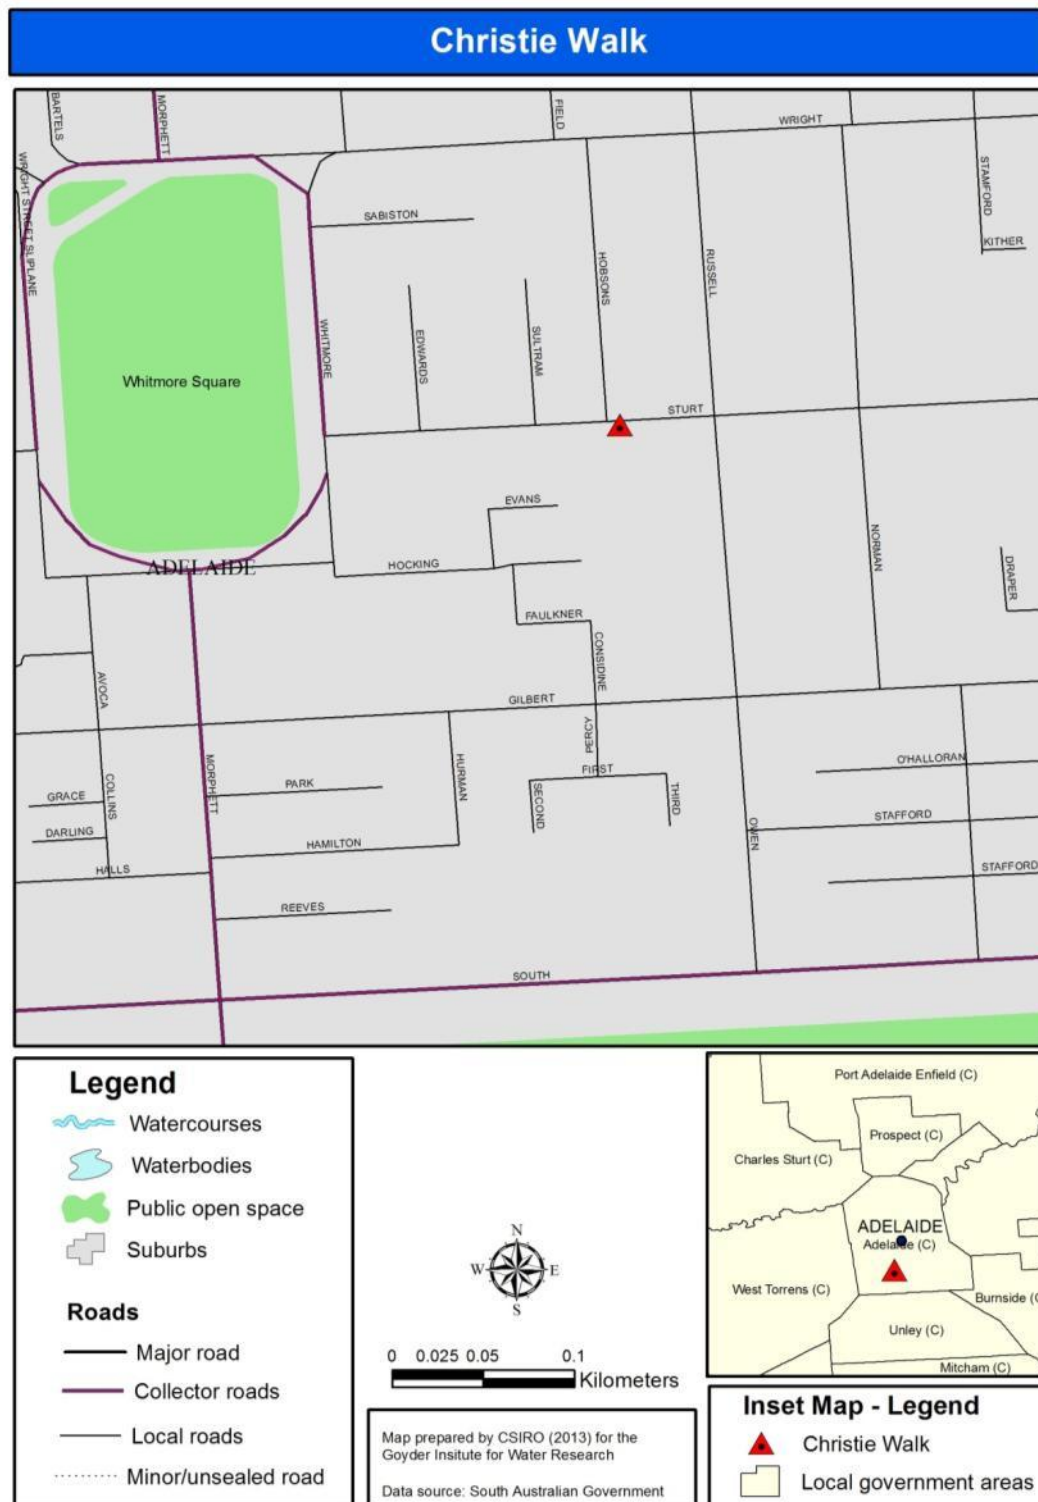 Christie Walk
BARTELS
MORPHETT
FIELD
WRIGHT
WRIGHT STREET SLIPLANE
STAMFORD
SABISTON
KITHER
HOBSONS
RUSSELL
WHITMORE
EDWARDS
SULTRAM
Whitmore Square
STURT
EVANS
NORMAN
HOCKING
ADELAIDE
DRAPER
FAULKNER
CONSIDINE
AVOCA
GILBERT
PERCY
MORPHETT
HURMAN
O'HALLORAN
FIRST
COLLINS
PARK
GRACE
SECOND
THIRD
STAFFORD
DARLING
OWEN
HAMILTON
HALLS
STAFFORD
REEVES
SOUTH
Legend
Watercourses
Waterbodies
Public open space
Suburbs
Roads
Major road
Collector roads
Local roads
Minor/unsealed road
N
W E
S
0 0.025 0.05 0.1
Kilometers
Map prepared by CSIRO (2013) for the
Goyder Insitute for Water Research
Data source: South Australian Government
Port Adelaide Enfield (C)
Prospect (C)
Charles Sturt (C)
ADELAIDE
Adelaide (C)
West Torrens (C)
Burnside (C
Unley (C)
Mitcham (C)
Inset Map - Legend
Christie Walk
Local government areas